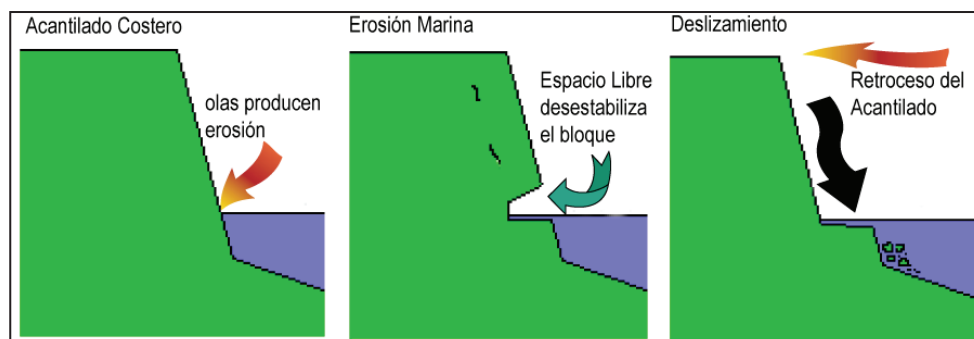 Acantilado Costero
olas producen
erosión
Erosión Marina
Espacio Libre
desestabiliza
el bloque
Deslizamiento
Retroceso del
Acantilado